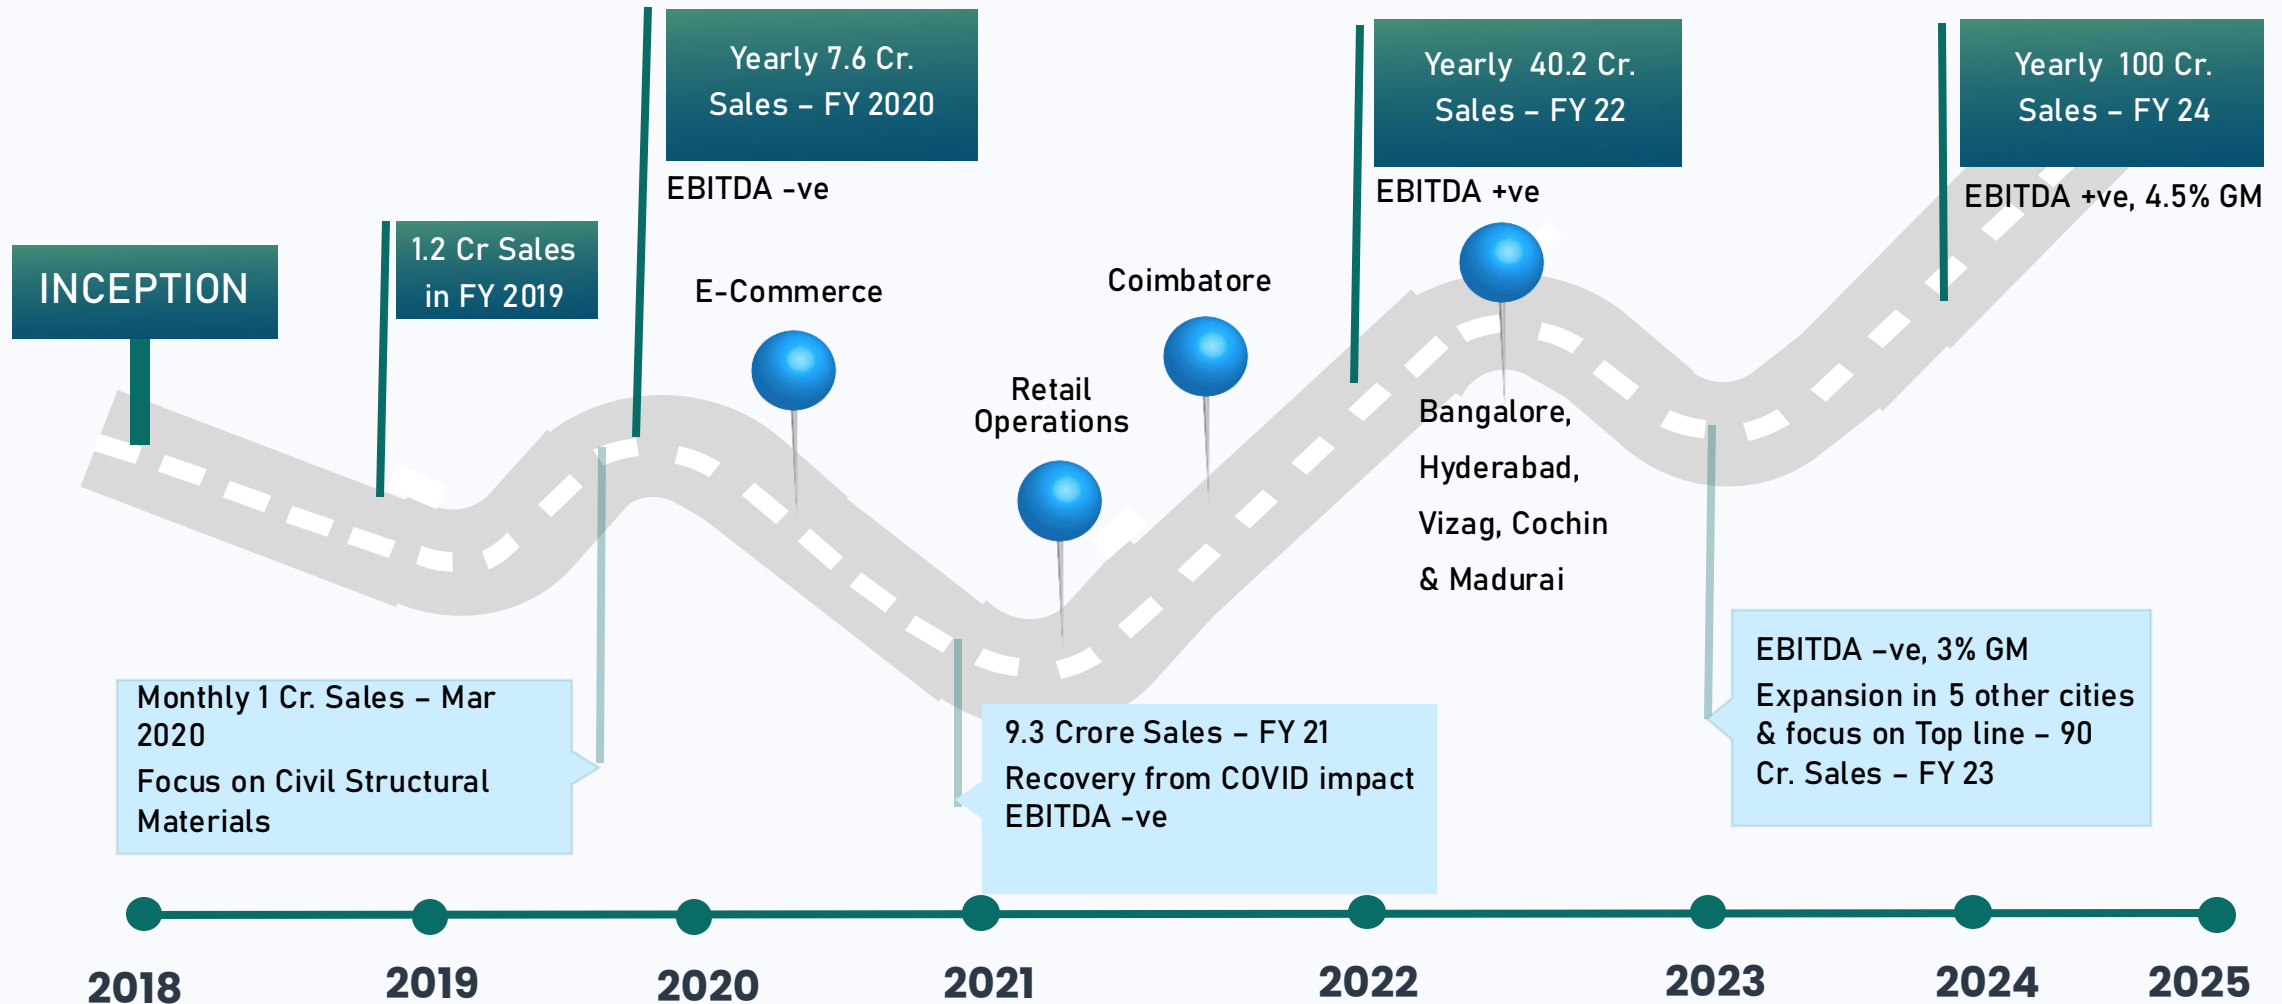 INCEPTION
1.2 Cr Sales
in FY 2019
Yearly 7.6 Cr.
Sales – FY 2020
EBITDA -ve
E-Commerce
Retail
Operations
Coimbatore
Yearly 40.2 Cr.
Sales – FY 22
EBITDA +ve
Bangalore,
Hyderabad,
Vizag, Cochin
& Madurai
Yearly 100 Cr.
Sales – FY 24
EBITDA +ve, 4.5% GM
Monthly 1 Cr. Sales – Mar
2020
Focus on Civil Structural
Materials
9.3 Crore Sales – FY 21
Recovery from COVID impact
EBITDA -ve
EBITDA –ve, 3% GM
Expansion in 5 other cities
& focus on Top line – 90
Cr. Sales – FY 23
2018
2019
2020
2021
2022
2023
2024
2025